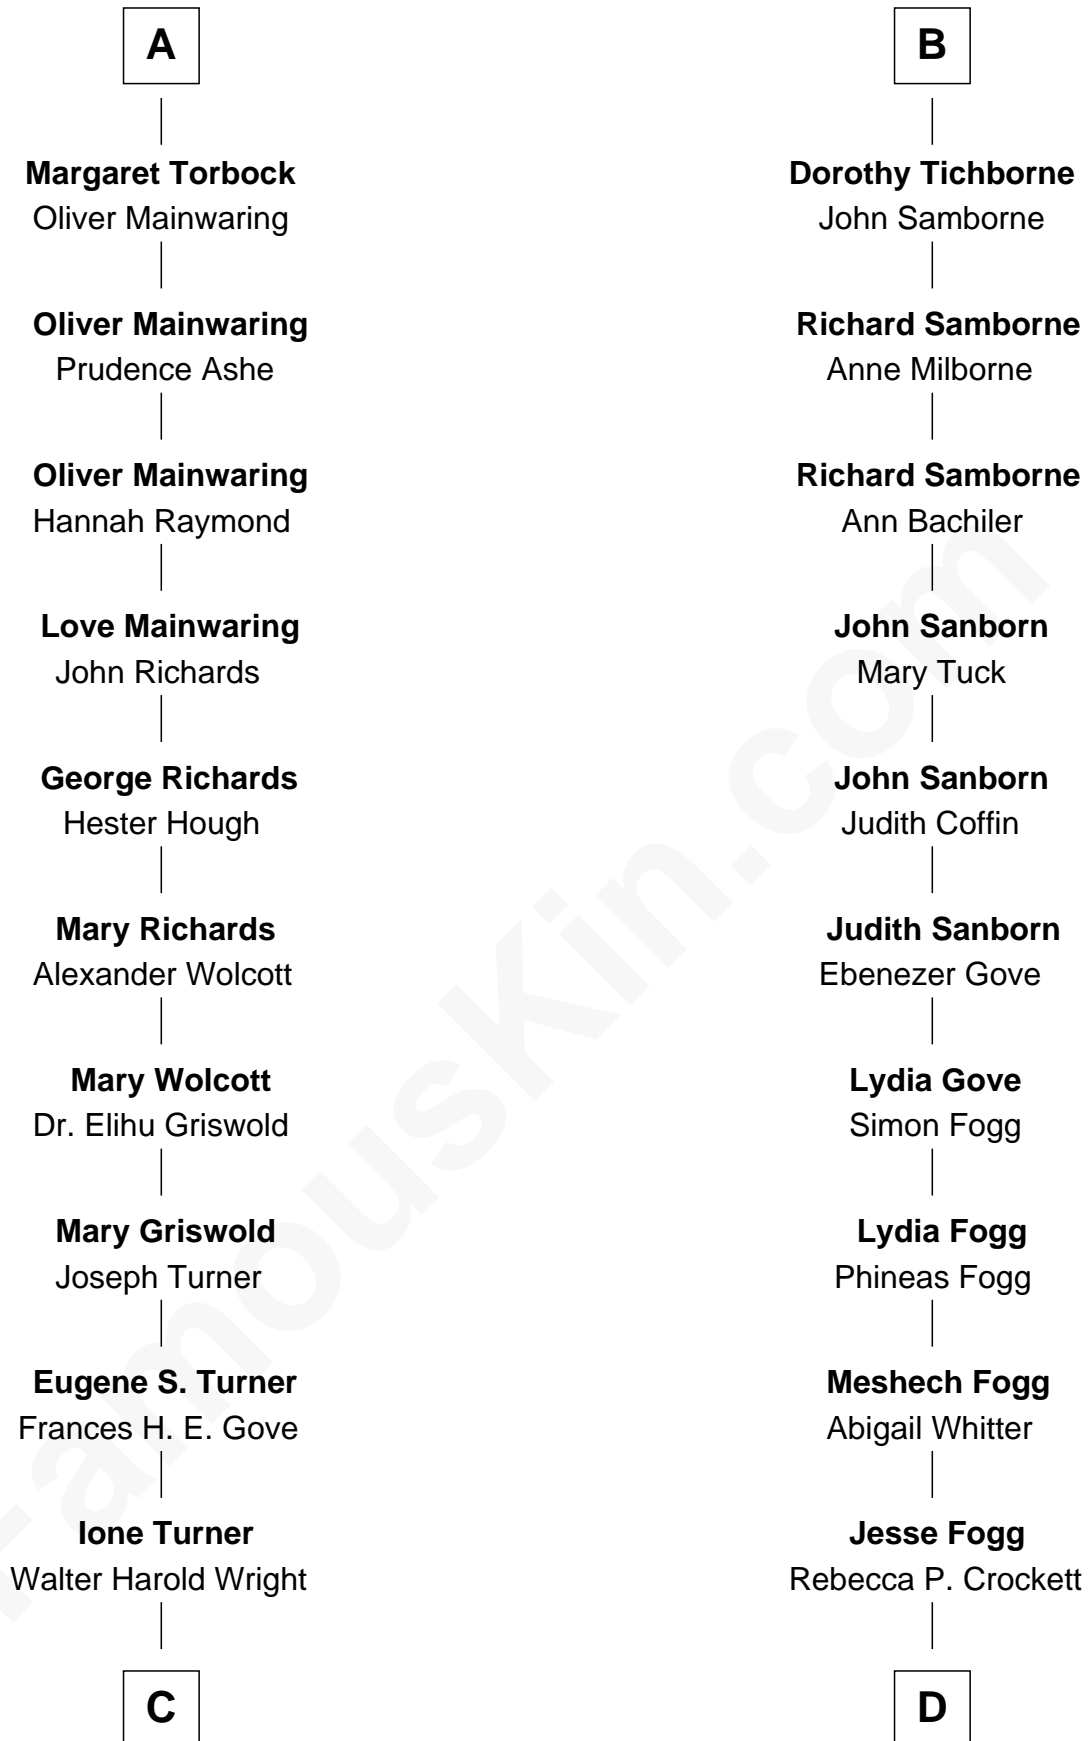 A
Margaret Torbock
Oliver Mainwaring
Oliver Mainwaring
Prudence Ashe
Oliver Mainwaring
Hannah Raymond
Love Mainwaring
John Richards
George Richards
Hester Hough
Mary Richards
Alexander Wolcott
Mary Wolcott
Dr. Elihu Griswold
Mary Griswold
Joseph Turner
Eugene S. Turner
Frances H. E. Gove
Ione Turner
Walter Harold Wright
C
B
Dorothy Tichborne
John Samborne
Richard Samborne
Anne Milborne
Richard Samborne
Ann Bachiler
John Sanborn
Mary Tuck
John Sanborn
Judith Coffin
Judith Sanborn
Ebenezer Gove
Lydia Gove
Simon Fogg
Lydia Fogg
Phineas Fogg
Meshech Fogg
Abigail Whitter
Jesse Fogg
Rebecca P. Crockett
D
FamousKin.com